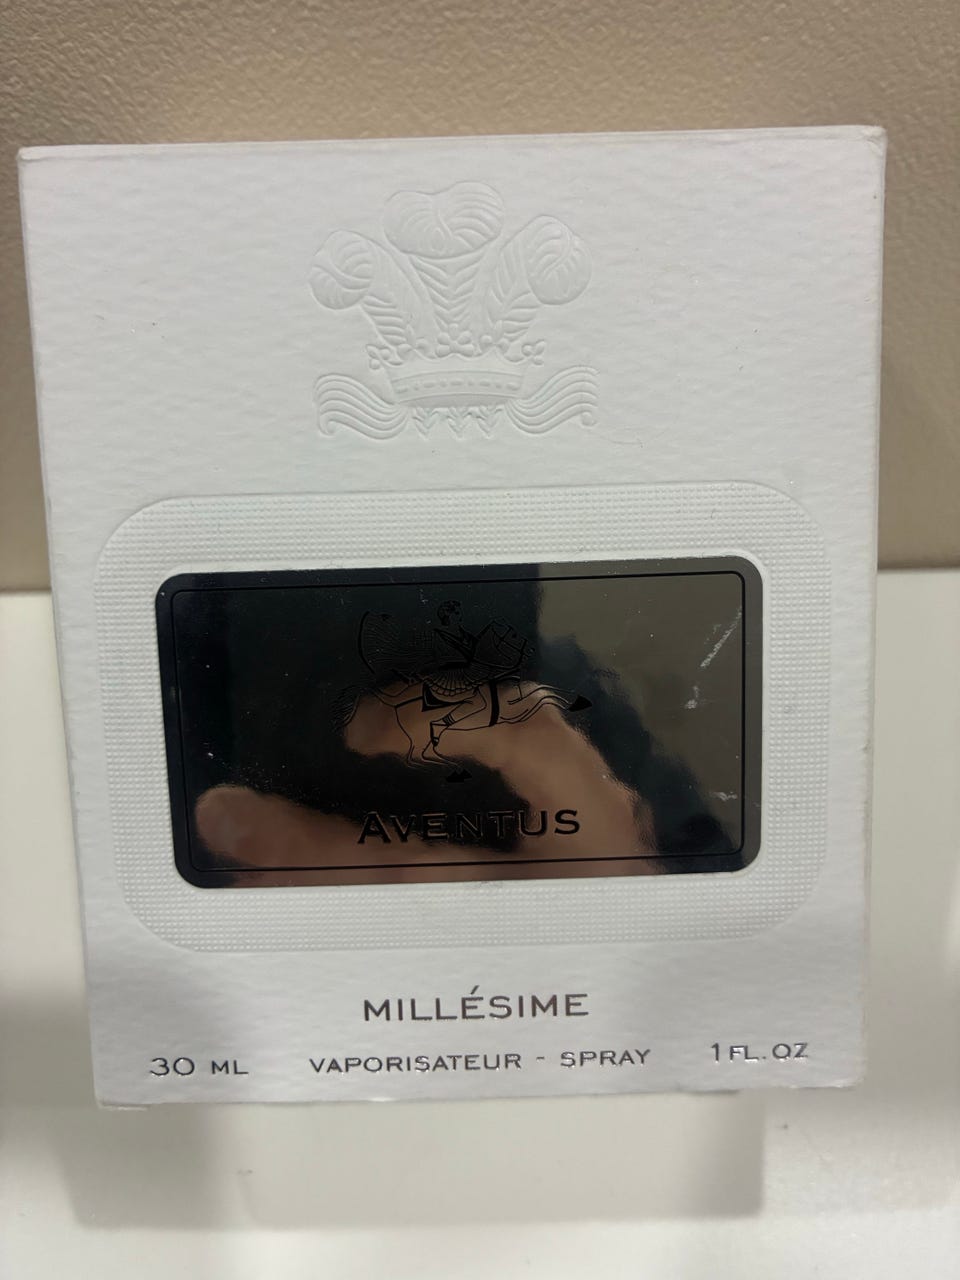 AVENTUS
MILLÉSIME
30 ML VAPORISATEUR - SPRAY 1 FL. OZ